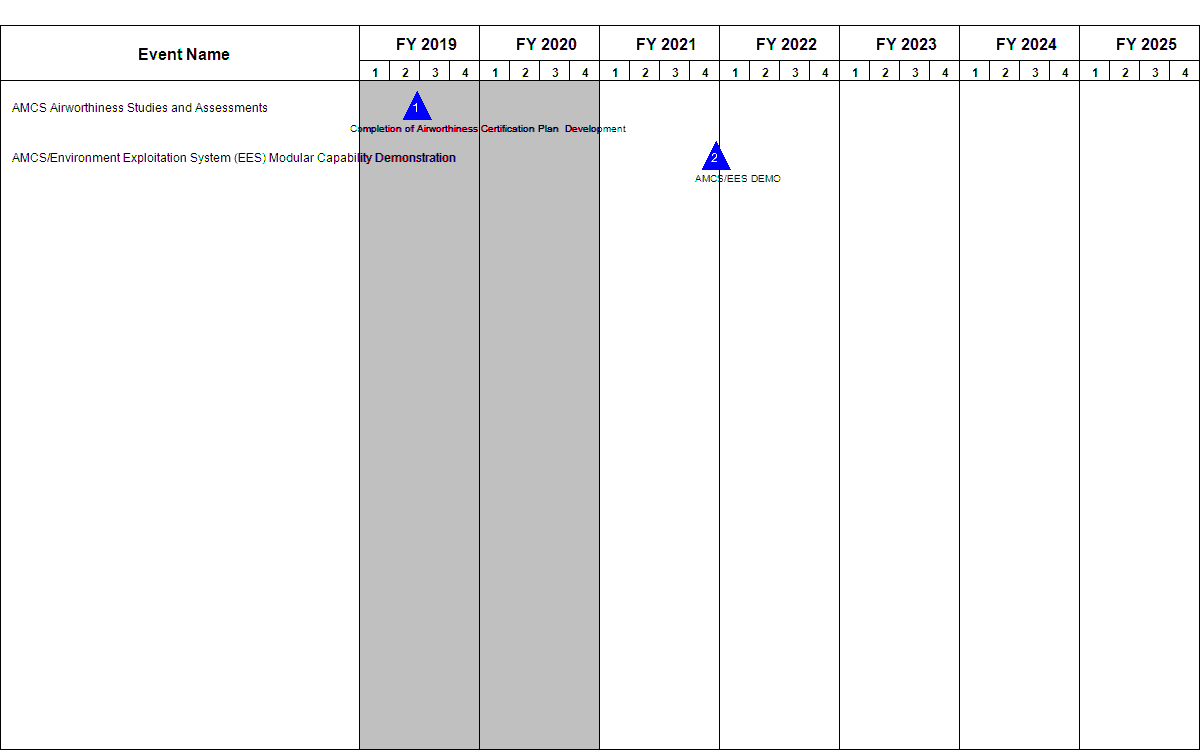 Event Name
FY 2019 FY 2020 FY 2021 FY 2022 FY 2023 FY 2024 FY 2025
1 2 3 4 1 2 3 4 1 2 3 4 1 2 3 4 1 2 3 4 1 2 3 4 1 2 3 4
AMCS Airworthiness Studies and Assessments
1
Completion of Airworthiness Certification Plan Development
AMCS/Environment Exploitation System (EES) Modular Capability Demonstration
2
AMCS/EES DEMO